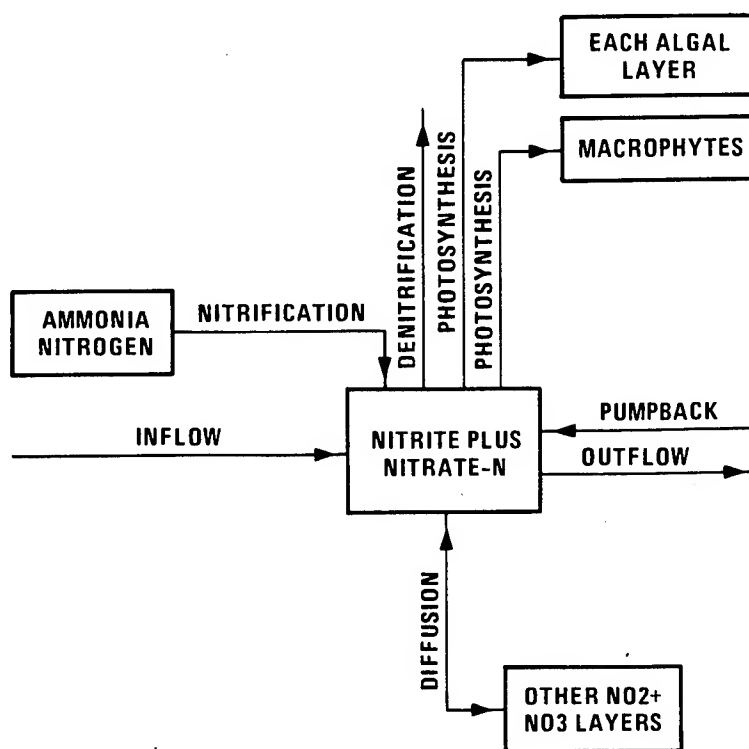 EACH ALGAL
LAYER
MACROPHYTES
DENITRIFICATION
PHOTOSYNTHESIS
PHOTOSYNTHESIS
AMMONIA
NITROGEN
NITRIFICATION
INFLOW
NITRITE PLUS
NITRATE-N
PUMPBACK
OUTFLOW
DIFFUSION
OTHER NO2+
NO3 LAYERS